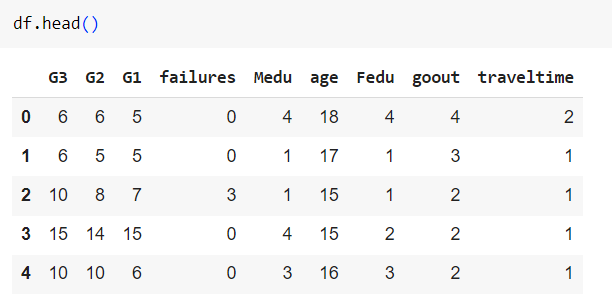 df.head()
G3 G2 G1 failures Medu age Fedu goout traveltime
0 6 6 5 0 4 18 4 4 2
1 6 5 5 0 1 17 1 3 1
2 10 8 7 3 1 15 1 2 1
3 15 14 15 0 4 15 2 2 1
4 10 10 6 0 3 16 3 2 1